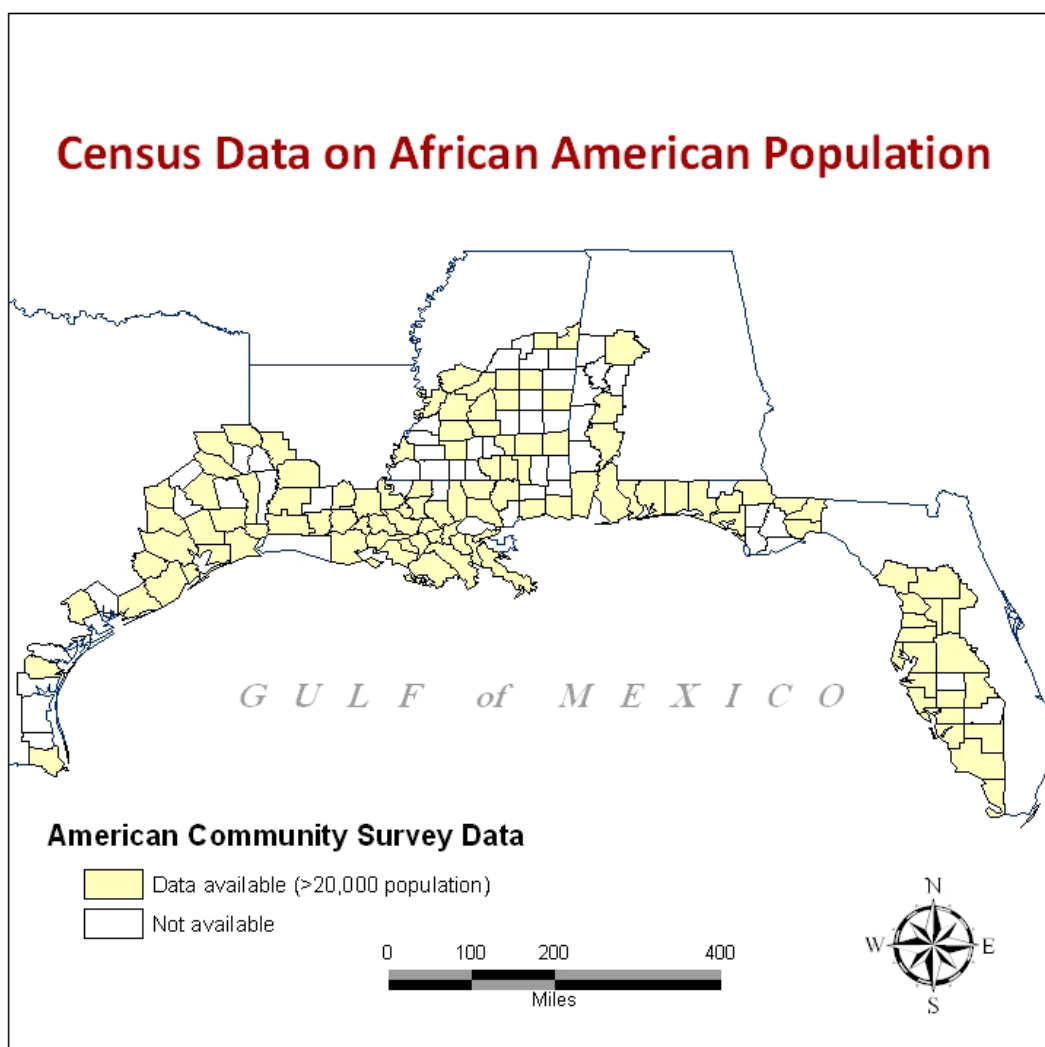 Census Data on African American Population
GULF of MEXICO
American Community Survey Data
Data available (>20,000 population)
Not available
0 100 200 400
Miles
N
W E
S